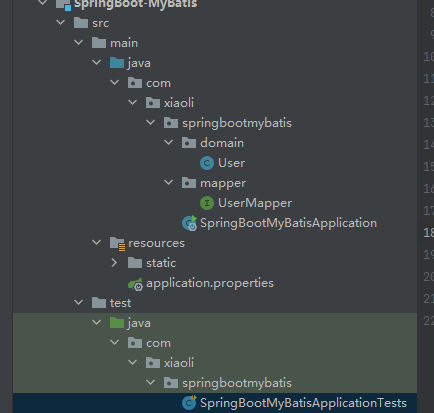 SpringBoot-MyBatis
src
main
java
com
xiaoli
springbootmybatis
domain
User
mapper
UserMapper
SpringBootMyBatisApplication
resources
static
application.properties
test
java
com
xiaoli
springbootmybatis
SpringBootMyBatisApplicationTests
8
9
10
11
12
13
14
15
16
17
18
19
20
21
22